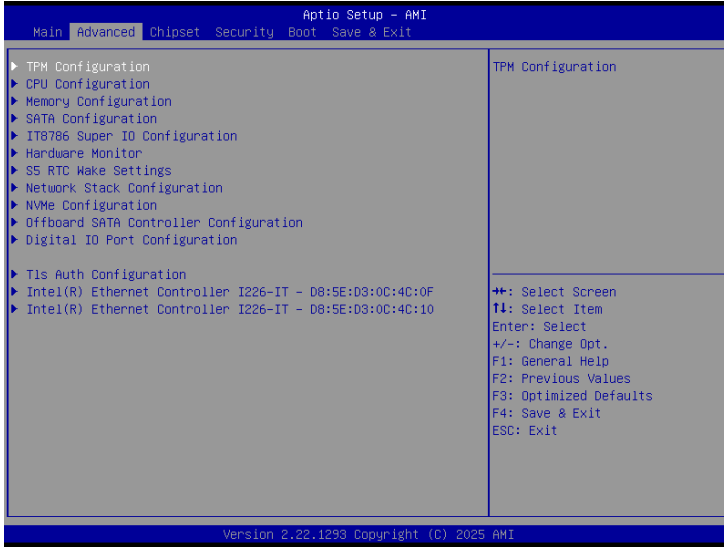 Aptio Setup – AMI
Main Advanced Chipset Security Boot Save & Exit
TPM Configuration
CPU Configuration
Memory Configuration
SATA Configuration
IT8786 Super IO Configuration
Hardware Monitor
S5 RTC Wake Settings
Network Stack Configuration
NVMe Configuration
Offboard SATA Controller Configuration
Digital IO Port Configuration
Tls Auth Configuration
Intel(R) Ethernet Controller I226-IT – D8:5E:D3:0C:4C:0F
Intel(R) Ethernet Controller I226-IT – D8:5E:D3:0C:4C:10
TPM Configuration
→←: Select Screen
↑↓: Select Item
Enter: Select
+/-: Change Opt.
F1: General Help
F2: Previous Values
F3: Optimized Defaults
F4: Save & Exit
ESC: Exit
Version 2.22.1293 Copyright (C) 2025 AMI